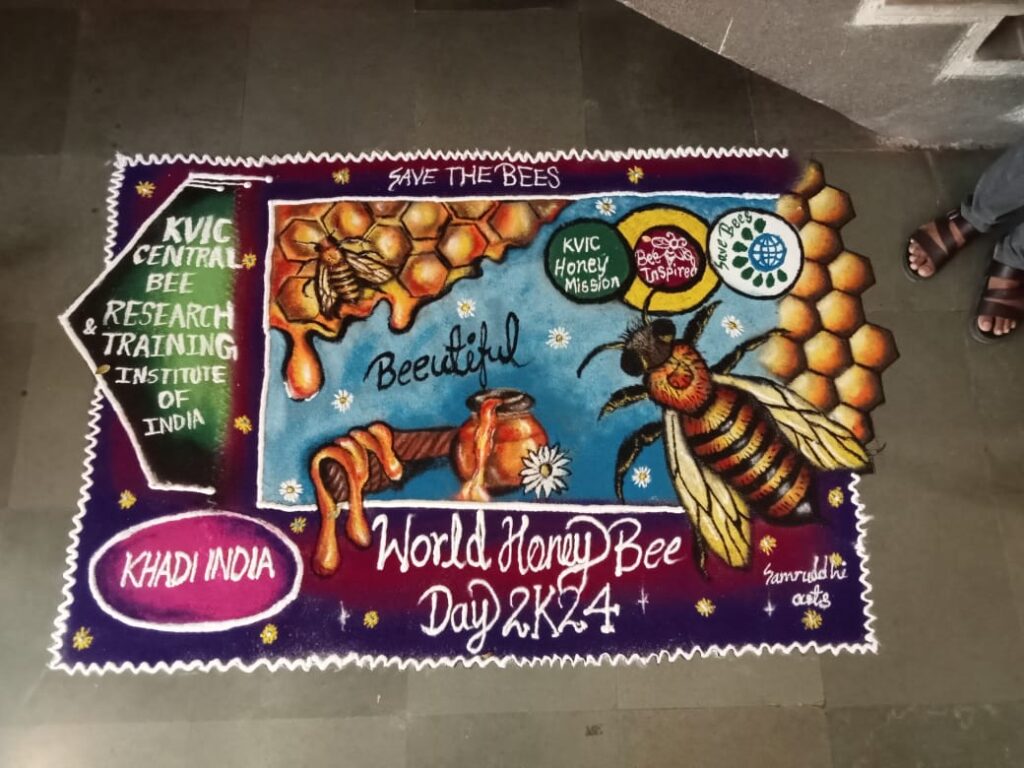 SAVE THE BEES
KVIC
CENTRAL
BEE
RESEARCH
& TRAINING
INSTITUTE
OF
INDIA
KVIC
Honey
Mission
Bee
Inspired
Save Bees
Beeutiful
KHADI INDIA
World Honey Bee
Day 2K24
Samruddhi
arts